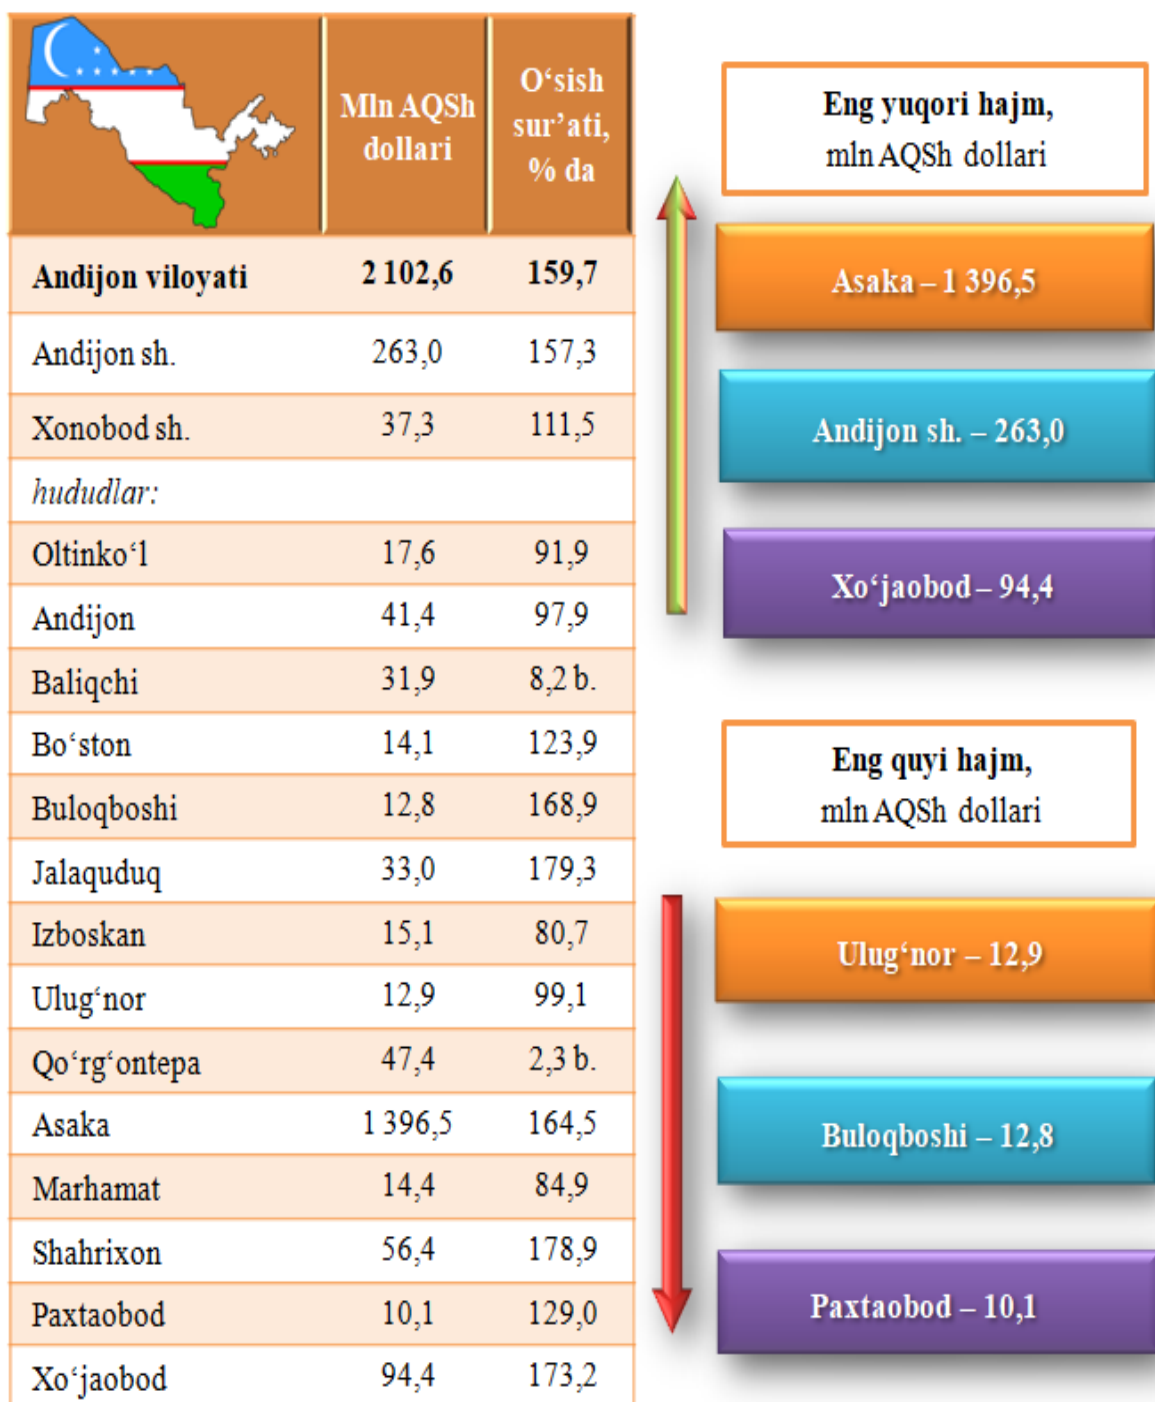 Mln AQSh
dollari
O‘sish
sur’ati,
% da
Andijon viloyati 2 102,6 159,7
Andijon sh. 263,0 157,3
Xonobod sh. 37,3 111,5
hududlar:
Oltinko‘l 17,6 91,9
Andijon 41,4 97,9
Baliqchi 31,9 8,2 b.
Bo‘ston 14,1 123,9
Buloqboshi 12,8 168,9
Jalaquduq 33,0 179,3
Izboskan 15,1 80,7
Ulug‘nor 12,9 99,1
Qo‘rg‘ontepa 47,4 2,3 b.
Asaka 1 396,5 164,5
Marhamat 14,4 84,9
Shahrixon 56,4 178,9
Paxtaobod 10,1 129,0
Xo‘jaobod 94,4 173,2
Eng yuqori hajm,
mln AQSh dollari
Asaka – 1 396,5
Andijon sh. – 263,0
Xo‘jaobod – 94,4
Eng quyi hajm,
mln AQSh dollari
Ulug‘nor – 12,9
Buloqboshi – 12,8
Paxtaobod – 10,1